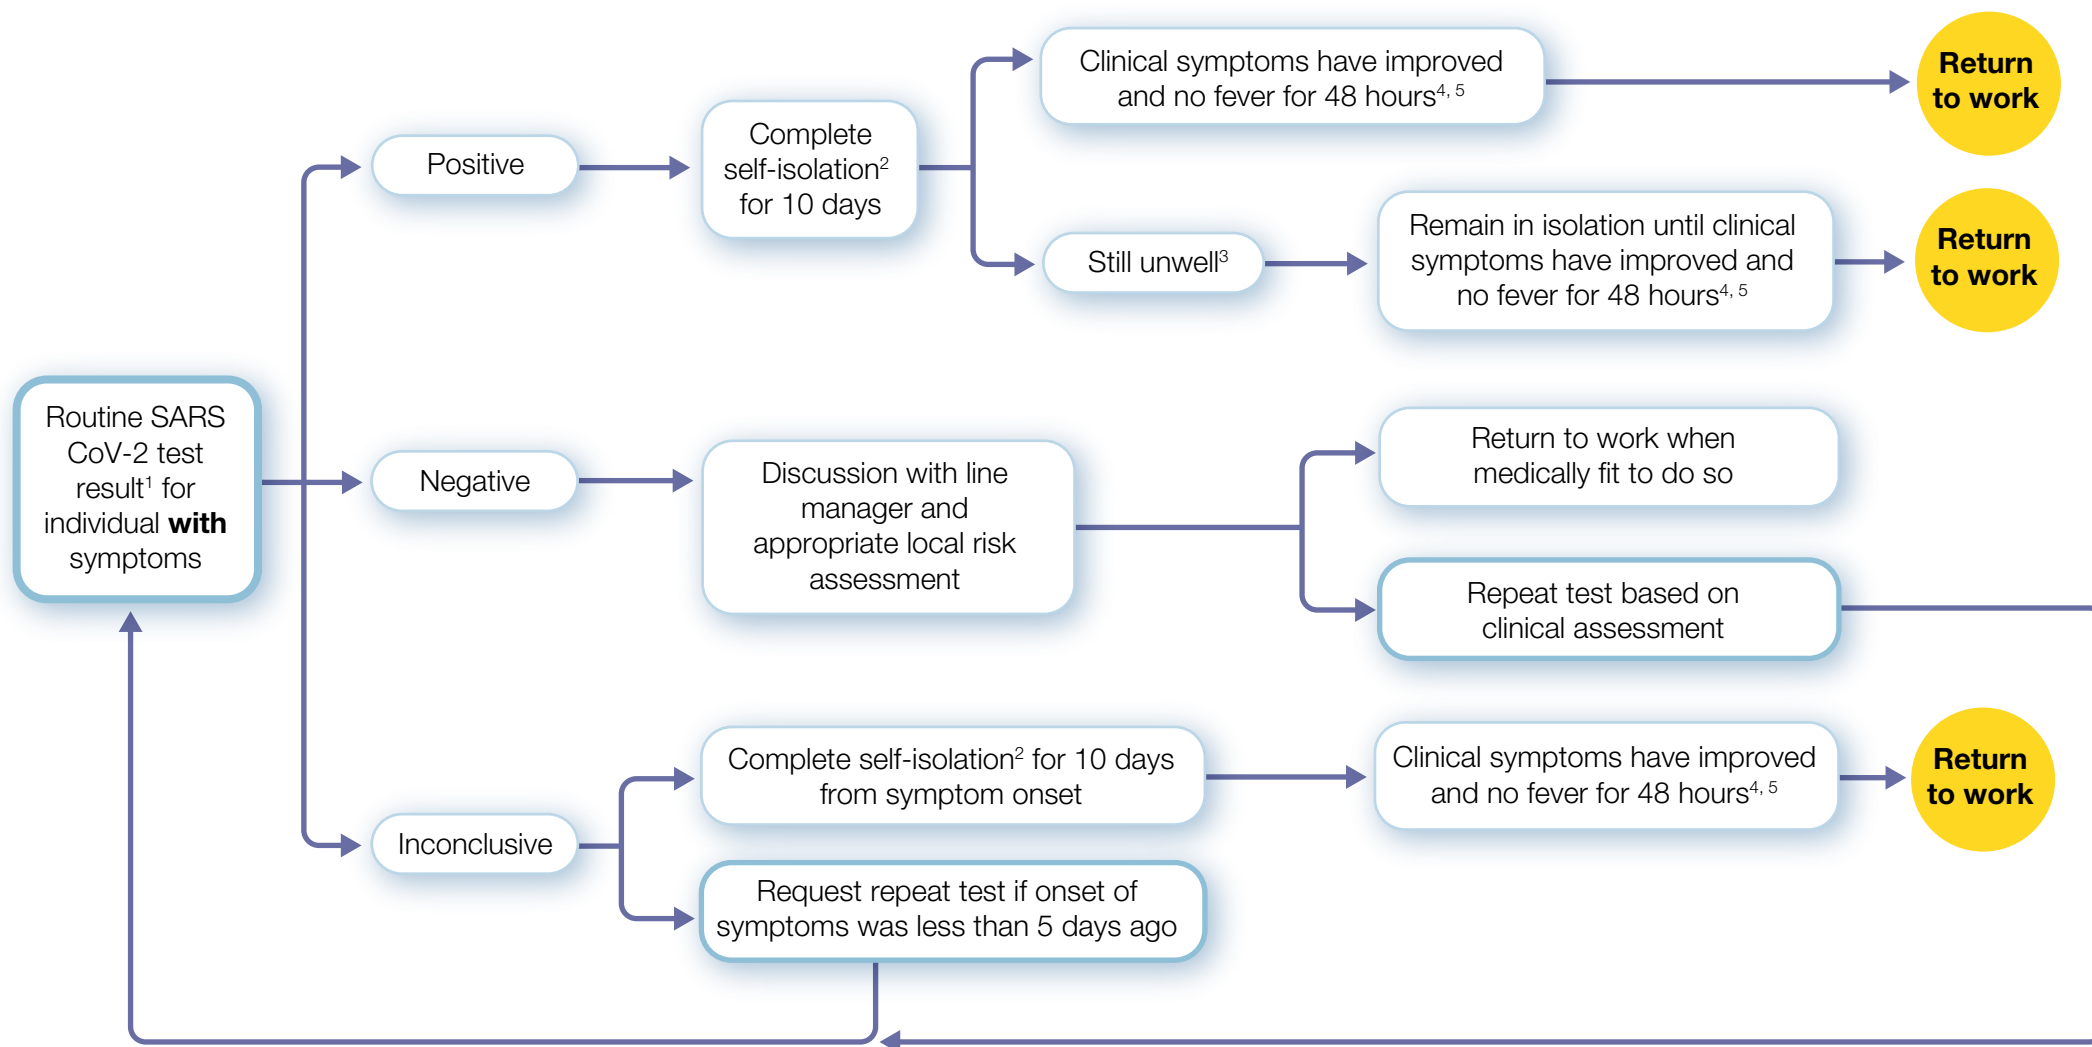 Routine SARS
CoV-2 test
result¹ for
individual with
symptoms
Positive
Complete
self-isolation²
for 10 days
Clinical symptoms have improved
and no fever for 48 hours⁴, ⁵
Return
to work
Still unwell³
Remain in isolation until clinical
symptoms have improved and
no fever for 48 hours⁴, ⁵
Return
to work
Negative
Discussion with line
manager and
appropriate local risk
assessment
Return to work when
medically fit to do so
Repeat test based on
clinical assessment
Inconclusive
Complete self-isolation² for 10 days
from symptom onset
Clinical symptoms have improved
and no fever for 48 hours⁴, ⁵
Return
to work
Request repeat test if onset of
symptoms was less than 5 days ago